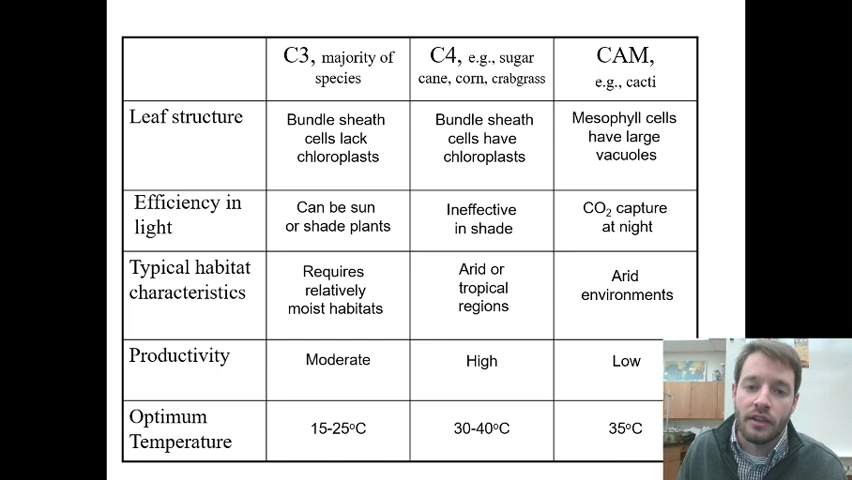 C3, majority of
species
C4, e.g., sugar
cane, corn, crabgrass
CAM,
e.g., cacti
Leaf structure
Bundle sheath
cells lack
chloroplasts
Bundle sheath
cells have
chloroplasts
Mesophyll cells
have large
vacuoles
Efficiency in
light
Can be sun
or shade plants
Ineffective
in shade
CO₂ capture
at night
Typical habitat
characteristics
Requires
relatively
moist habitats
Arid or
tropical
regions
Arid
environments
Productivity
Moderate
High
Low
Optimum
Temperature
15-25ºC
30-40ºC
35ºC